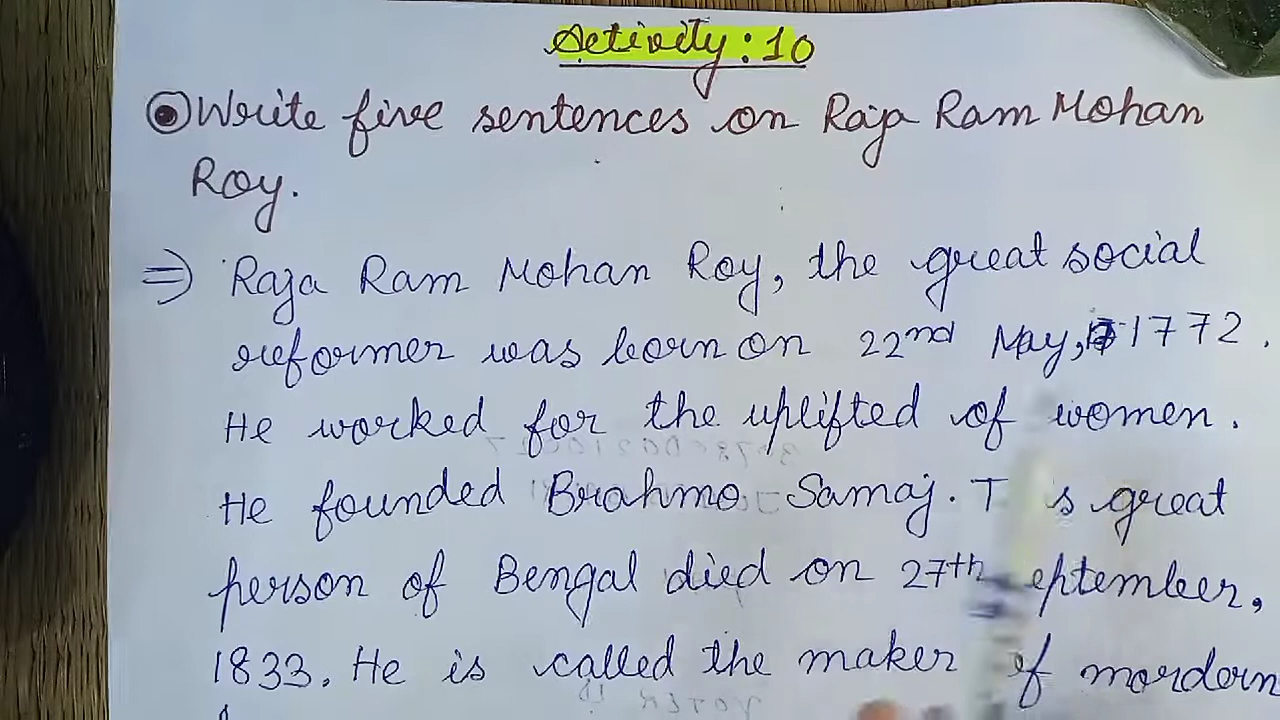 Activity:10
Write five sentences on Raja Ram Mohan
Roy.
⇒ Raja Ram Mohan Roy, the great social
reformer was born on 22nd May, 1772.
He worked for the uplifted of women.
He founded Brahmo Samaj. T s great
person of Bengal died on 27th eptember,
1833. He is called the maker of mordern